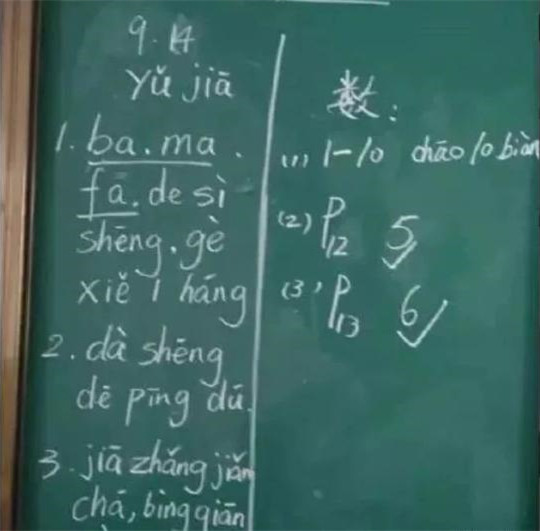 9.14
yǔ jiā
1. ba. ma.
fā. de sì
shēng. gè
xiě 1 háng
2. dà shēng
dē pīng dú.
3. jiā zhǎng jiǎn
chá, bìng qiān
数:
(1) 1-10 chāo 10 biàn
(2) P12 5
(3) P13 6